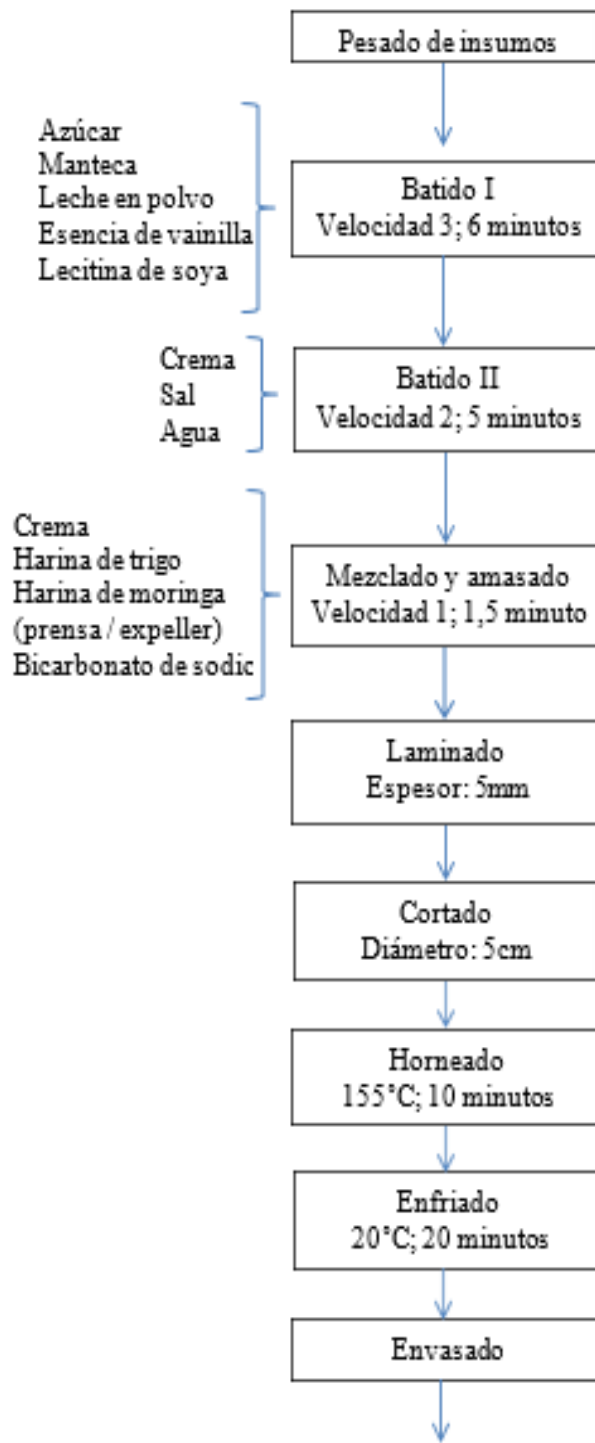 Pesado de insumos
Azúcar
Manteca
Leche en polvo
Esencia de vainilla
Lecitina de soya
Batido I
Velocidad 3; 6 minutos
Crema
Sal
Agua
Batido II
Velocidad 2; 5 minutos
Crema
Harina de trigo
Harina de moringa
(prensa / expeller)
Bicarbonato de sodic
Mezclado y amasado
Velocidad 1; 1,5 minuto
Laminado
Espesor: 5mm
Cortado
Diámetro: 5cm
Horneado
155°C; 10 minutos
Enfriado
20°C; 20 minutos
Envasado